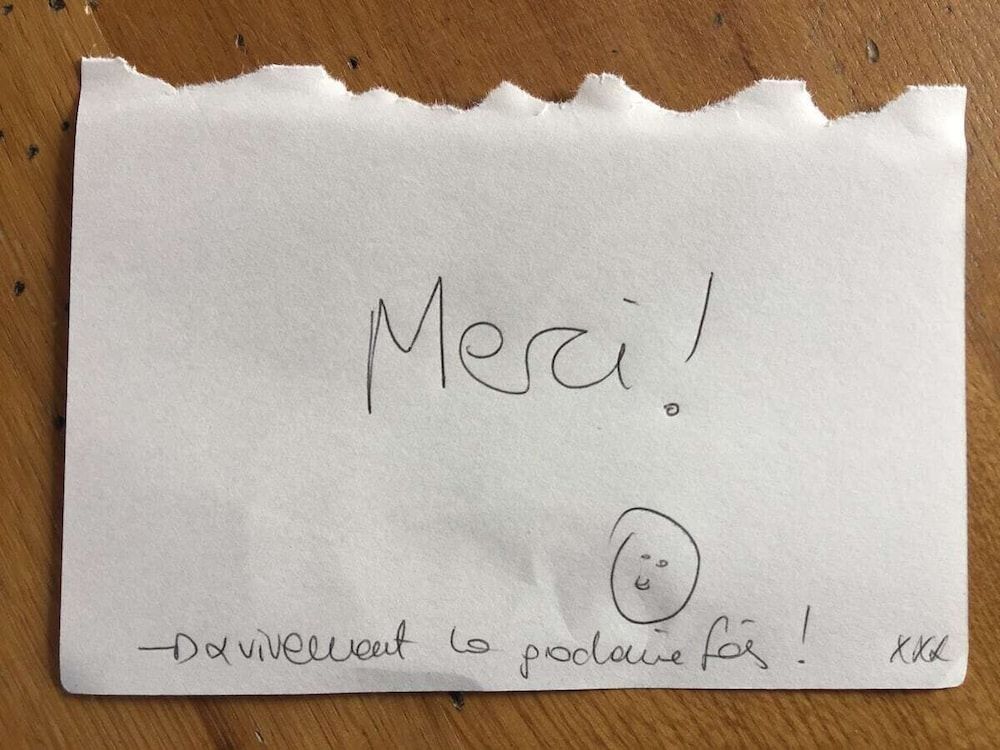 Merci !
→ a vivement la prochaine fois ! xxx